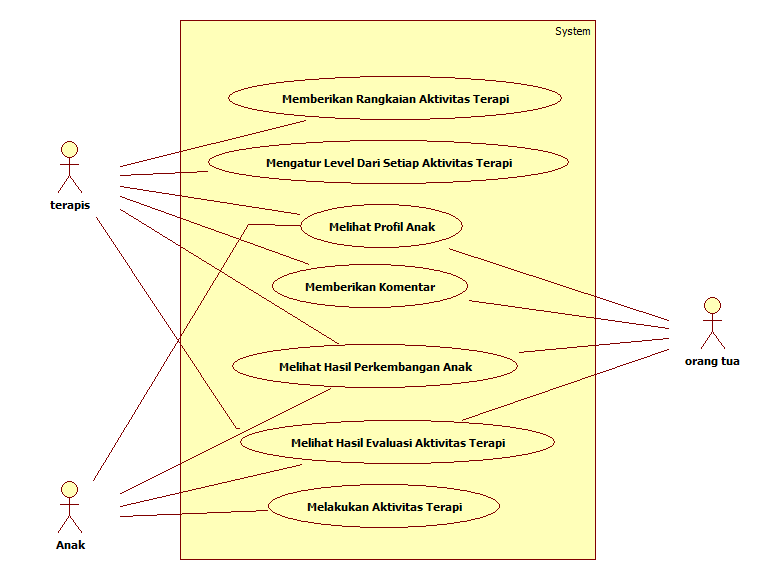 System
Memberikan Rangkaian Aktivitas Terapi
Mengatur Level Dari Setiap Aktivitas Terapi
terapis
Melihat Profil Anak
Memberikan Komentar
orang tua
Melihat Hasil Perkembangan Anak
Melihat Hasil Evaluasi Aktivitas Terapi
Melakukan Aktivitas Terapi
Anak